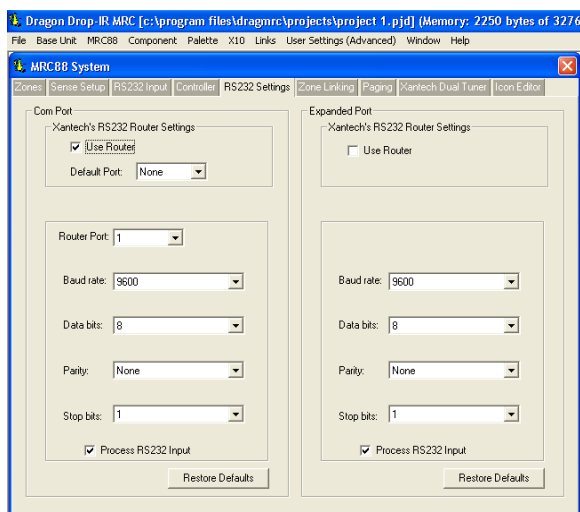 Dragon Drop-IR MRC [c:\program files\dragmrc\projects\project 1.pjd] (Memory: 2250 bytes of 3276
File Base Unit MRC88 Component Palette X10 Links User Settings (Advanced) Window Help
MRC88 System
Zones Sense Setup RS232 Input Controller RS232 Settings Zone Linking Paging Xantech Dual Tuner Icon Editor
Com Port
Xantech's RS232 Router Settings
Use Router
Default Port: None
Router Port: 1
Baud rate: 9600
Data bits: 8
Parity: None
Stop bits: 1
Process RS232 Input
Restore Defaults
Expanded Port
Xantech's RS232 Router Settings
Use Router
Baud rate: 9600
Data bits: 8
Parity: None
Stop bits: 1
Process RS232 Input
Restore Defaults